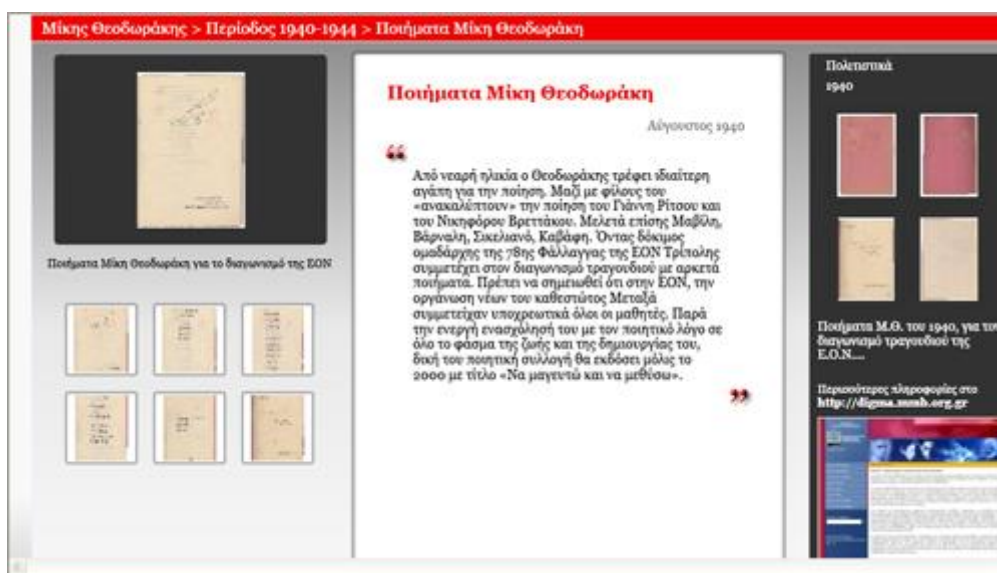 Μίκης Θεοδωράκης > Περίοδος 1940-1944 > Ποιήματα Μίκη Θεοδωράκη
Ποιήματα Μίκη Θεοδωράκη για το διαγωνισμό της ΕΟΝ
Ποιήματα Μίκη Θεοδωράκη
Αύγουστος 1940
“
Από νεαρή ηλικία ο Θεοδωράκης τρέφει ιδιαίτερη
αγάπη για την ποίηση. Μαζί με φίλους του
«ανακαλύπτουν» την ποίηση του Γιάννη Ρίτσου και
του Νικηφόρου Βρεττάκου. Μελετά επίσης Μαβίλη,
Βάρναλη, Σικελιανό, Καβάφη. Όντας δόκιμος
ομαδάρχης της 78ης Φάλλαγγας της ΕΟΝ Τρίπολης
συμμετέχει στον διαγωνισμό τραγουδιού με αρκετά
ποιήματα. Πρέπει να σημειωθεί ότι στην ΕΟΝ, την
οργάνωση νέων του καθεστώτος Μεταξά
συμμετείχαν υποχρεωτικά όλοι οι μαθητές. Παρά
την ενεργή ενασχόλησή του με τον ποιητικό λόγο σε
όλο το φάσμα της ζωής και της δημιουργίας του,
δική του ποιητική συλλογή θα εκδόσει μόλις το
2000 με τίτλο «Να μαγευτώ και να μεθύσω».
”
Πολιτιστικά
1940
Ποιήματα Μ.Θ. του 1940, για τον
διαγωνισμό τραγουδιού της
Ε.Ο.Ν....
Περισσότερες πληροφορίες στο
http://digma.mmb.org.gr